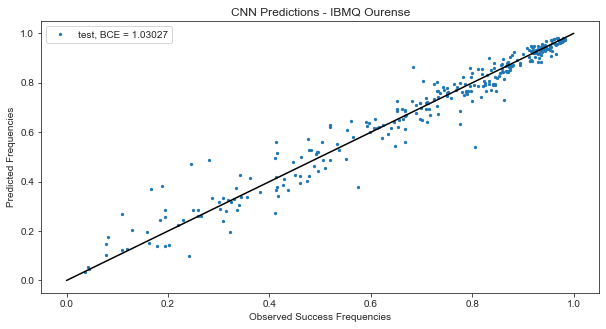 CNN Predictions - IBMQ Ourense
test, BCE = 1.03027
Predicted Frequencies
1.0
0.8
0.6
0.4
0.2
0.0
0.0 0.2 0.4 0.6 0.8 1.0
Observed Success Frequencies